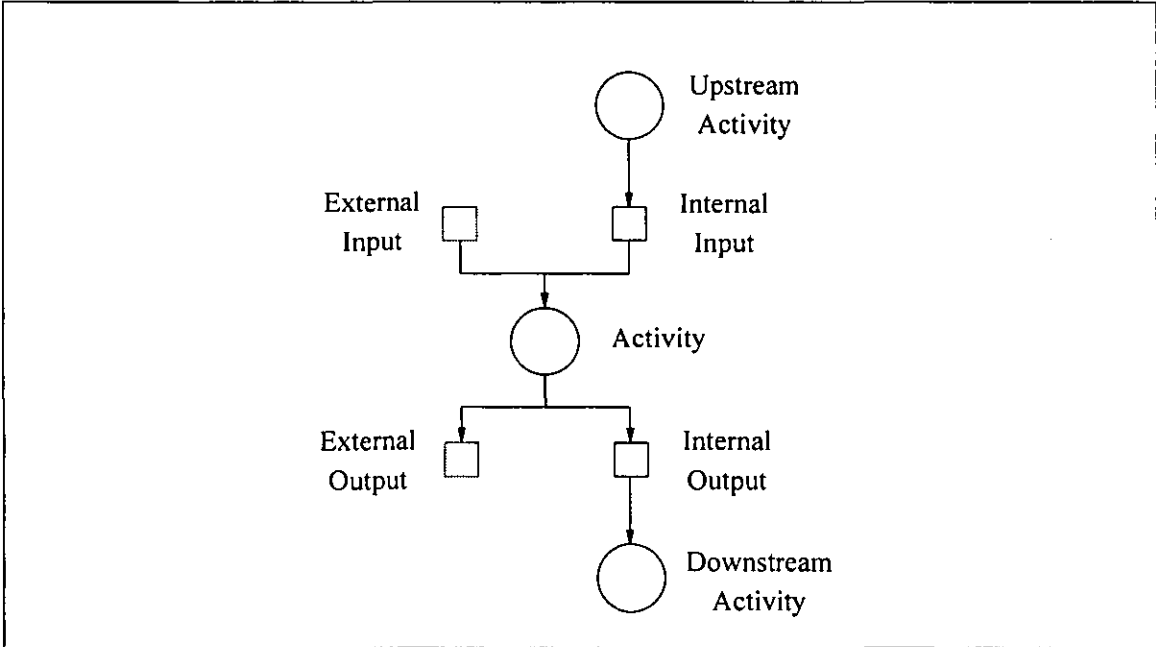 Upstream
Activity
External
Input
Internal
Input
Activity
External
Output
Internal
Output
Downstream
Activity